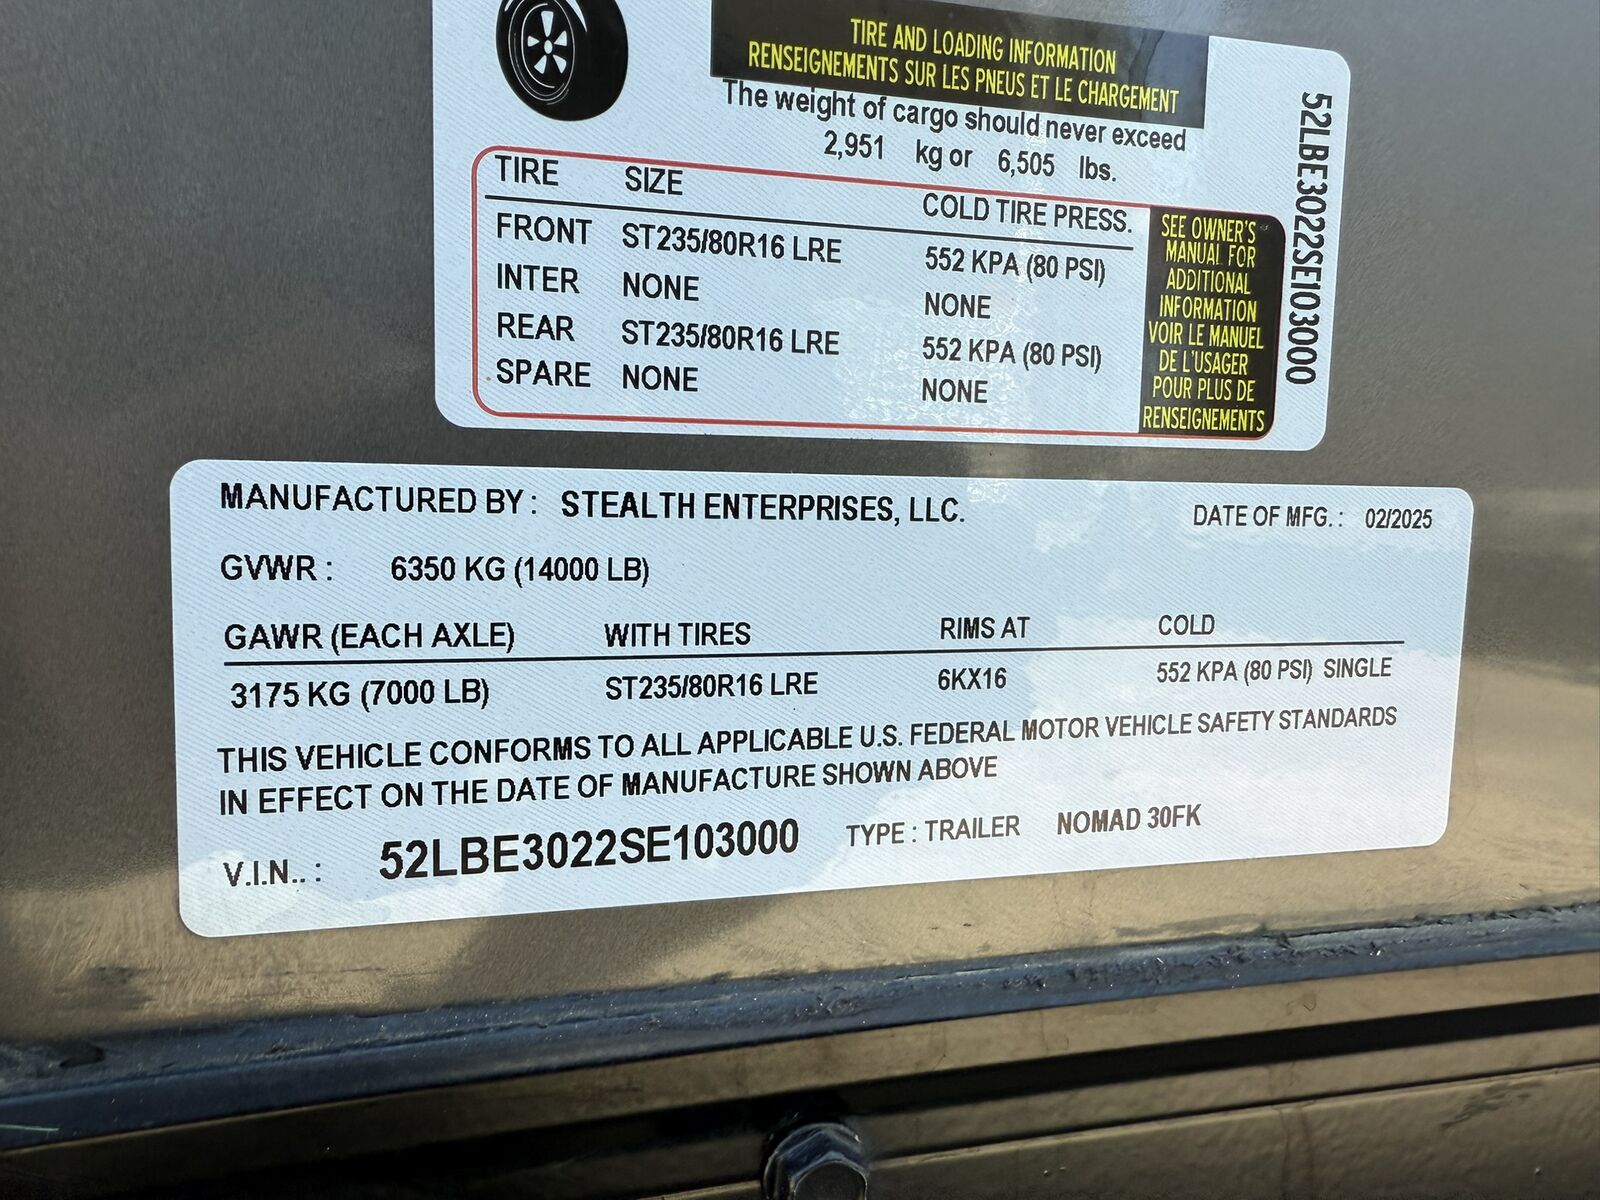 TIRE AND LOADING INFORMATION
RENSEIGNEMENTS SUR LES PNEUS ET LE CHARGEMENT
The weight of cargo should never exceed
2,951 kg or 6,505 lbs.
TIRE SIZE COLD TIRE PRESS.
FRONT ST235/80R16 LRE 552 KPA (80 PSI)
INTER NONE NONE
REAR ST235/80R16 LRE 552 KPA (80 PSI)
SPARE NONE NONE
SEE OWNER'S
MANUAL FOR
ADDITIONAL
INFORMATION
VOIR LE MANUEL
DE L'USAGER
POUR PLUS DE
RENSEIGNEMENTS
52LBE3022SE103000
MANUFACTURED BY : STEALTH ENTERPRISES, LLC. DATE OF MFG. : 02/2025
GVWR : 6350 KG (14000 LB)
GAWR (EACH AXLE) WITH TIRES RIMS AT COLD
3175 KG (7000 LB) ST235/80R16 LRE 6KX16 552 KPA (80 PSI) SINGLE
THIS VEHICLE CONFORMS TO ALL APPLICABLE U.S. FEDERAL MOTOR VEHICLE SAFETY STANDARDS
IN EFFECT ON THE DATE OF MANUFACTURE SHOWN ABOVE
V.I.N.. : 52LBE3022SE103000 TYPE : TRAILER NOMAD 30FK